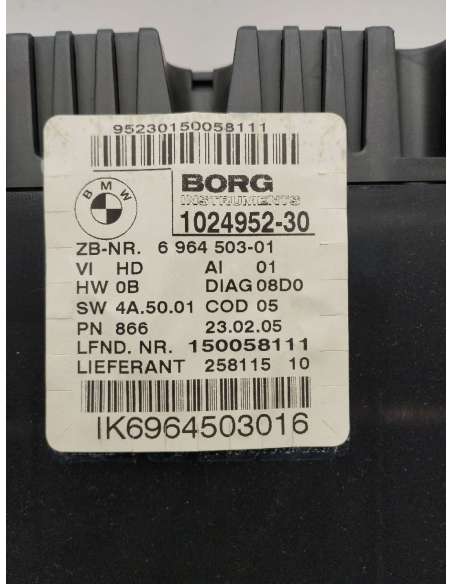 95230150058111
BMW
BORG
INSTRUMENTS
1024952-30
ZB-NR. 6 964 503-01
VI HD AI 01
HW 0B DIAG 08D0
SW 4A.50.01 COD 05
PN 866 23.02.05
LFND. NR. 150058111
LIEFERANT 258115 10
IK6964503016